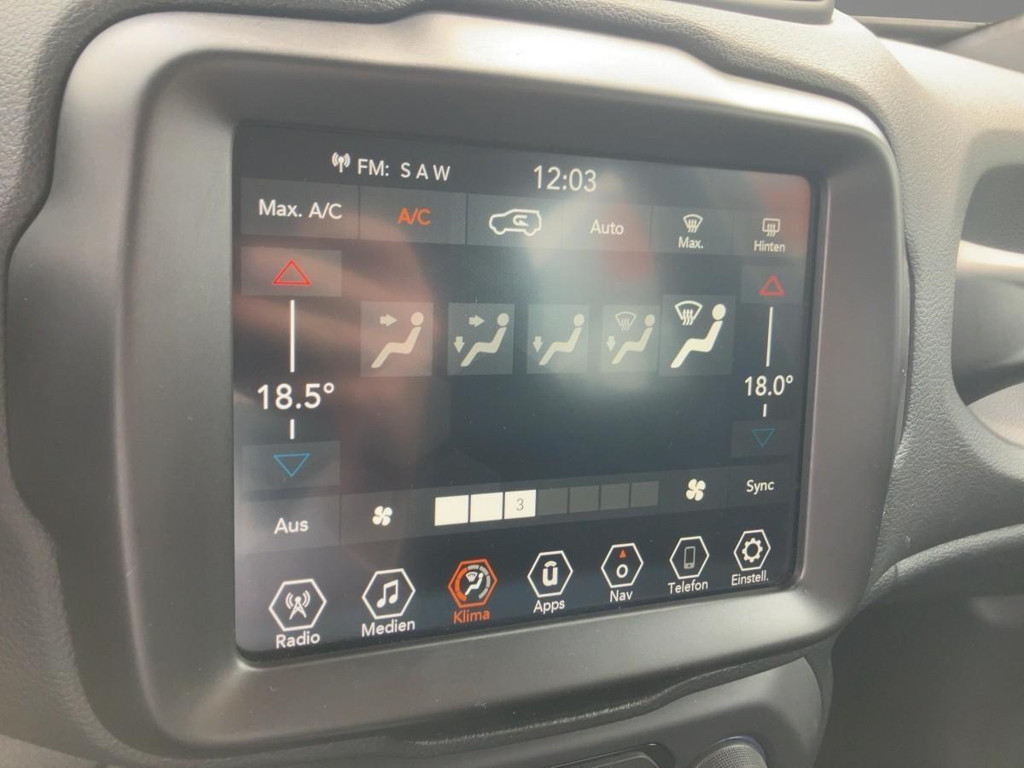 FM: S A W 12:03
Max. A/C A/C Auto Max. Hinten
18.5° 18.0°
Aus 3 Sync
Radio Medien Klima Apps Nav Telefon Einstell.